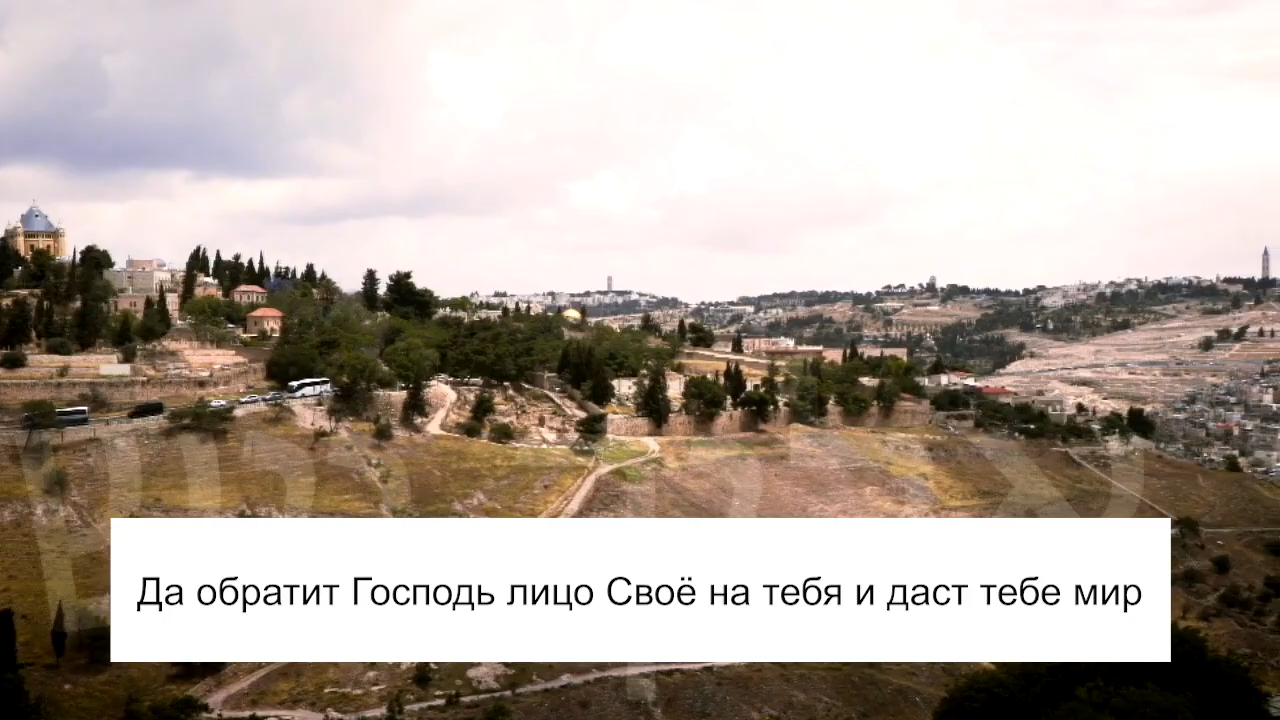 Да обратит Господь лицо Своё на тебя и даст тебе мир